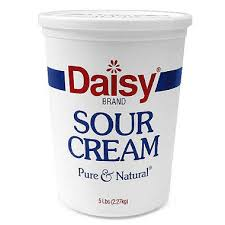 Daisy®
BRAND
SOUR
CREAM
Pure & Natural®
5 Lbs (2.27kg)